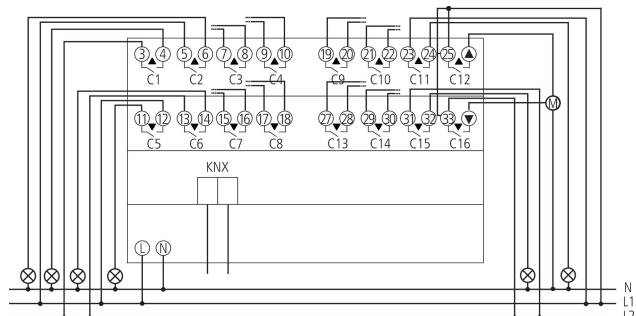 3 4 5 6 7 8 9 10 19 20 21 22 23 24 25
C1 C2 C3 C4 C9 C10 C11 C12
11 12 13 14 15 16 17 18 27 28 29 30 31 32 33 M
C5 C6 C7 C8 C13 C14 C15 C16
KNX
L N
N
L1
L2